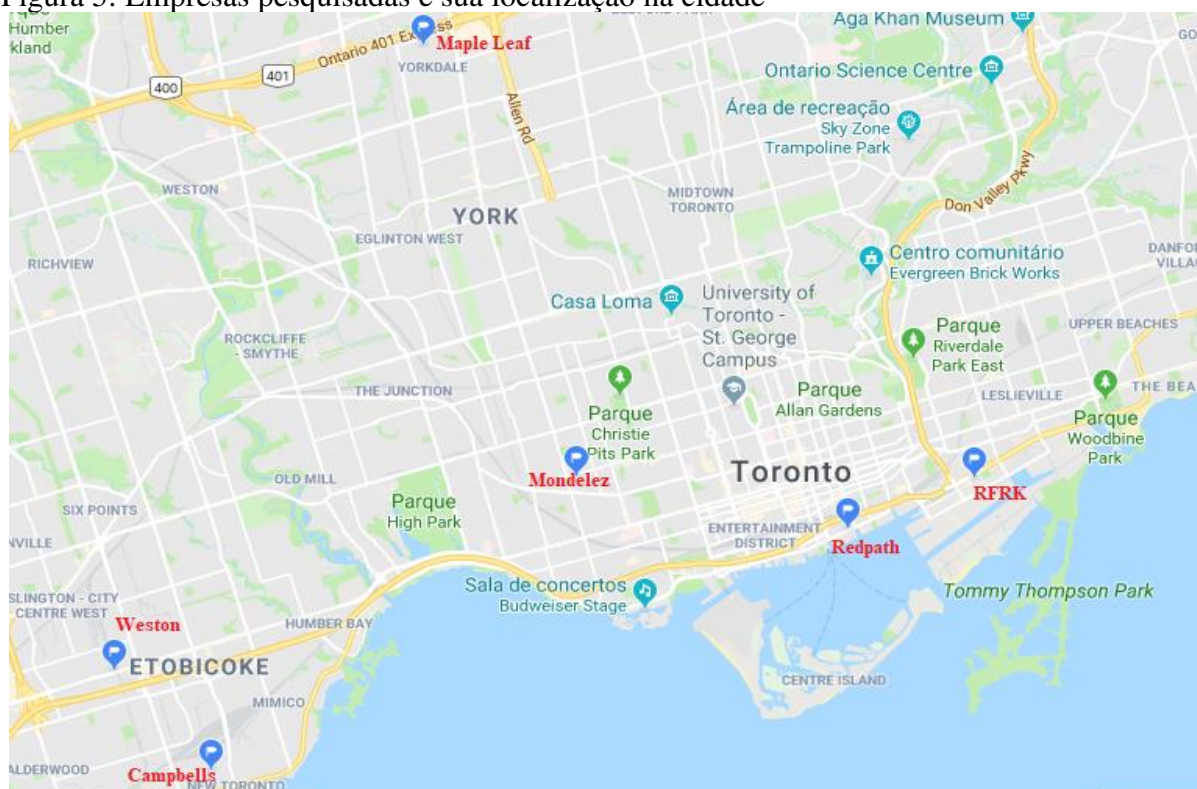 Figura 3: Empresas pesquisadas e sua localização na cidade
Humber
Aga Khan Museum
Ontario 401 Express
Maple Leaf
YORKDALE
401
400
Allen Rd
Ontario Science Centre
Área de recreação
Sky Zone
Trampoline Park
Don Valley Pkwy
WESTON
MIDTOWN
TORONTO
YORK
EGLINTON WEST
RICHVIEW
Centro comunitário
Evergreen Brick Works
Casa Loma
University of
Toronto -
St. George
Campus
ROCKCLIFFE
- SMYTHE
Parque
Riverdale
Park East
UPPER BEACHES
THE JUNCTION
Parque
Allan Gardens
LESLIEVILLE
THE BEA
Parque
Christie
Pits Park
Parque
Woodbine
Park
Mondelez
Toronto
RFRK
OLD MILL
Parque
High Park
SIX POINTS
ENTERTAINMENT
DISTRICT
Redpath
Sala de concertos
Budweiser Stage
Tommy Thompson Park
CENTRE WEST
Weston
HUMBER BAY
ETOBICOKE
CENTRE ISLAND
MIMICO
Campbells
NEW TORONTO